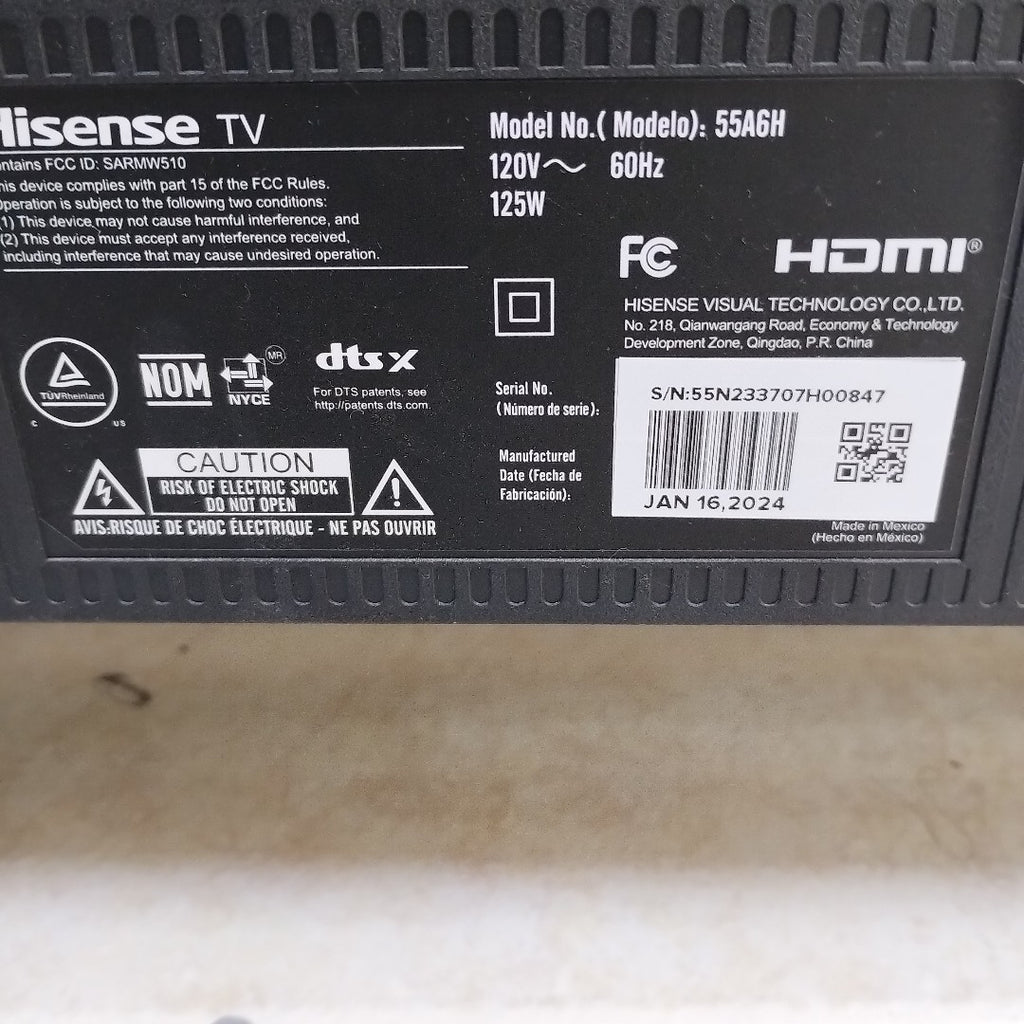 Hisense TV
ntains FCC ID: SARMW510
his device complies with part 15 of the FCC Rules.
Operation is subject to the following two conditions:
(1) This device may not cause harmful interference, and
(2) This device must accept any interference received,
including interference that may cause undesired operation.
Model No.( Modelo): 55A6H
120V～ 60Hz
125W
FC HDMI®
HISENSE VISUAL TECHNOLOGY CO.,LTD.
No. 218, Qianwangang Road, Economy & Technology
Development Zone, Qingdao, P.R. China
TÜVRheinland
C US
NOM
MR
NYCE
dts X
For DTS patents, see
http://patents.dts.com.
Serial No.
(Número de serie):
S/N:55N233707H00847
Manufactured
Date (Fecha de
Fabricación):
JAN 16,2024
CAUTION
RISK OF ELECTRIC SHOCK
DO NOT OPEN
AVIS:RISQUE DE CHOC ÉLECTRIQUE - NE PAS OUVRIR
Made in Mexico
(Hecho en México)